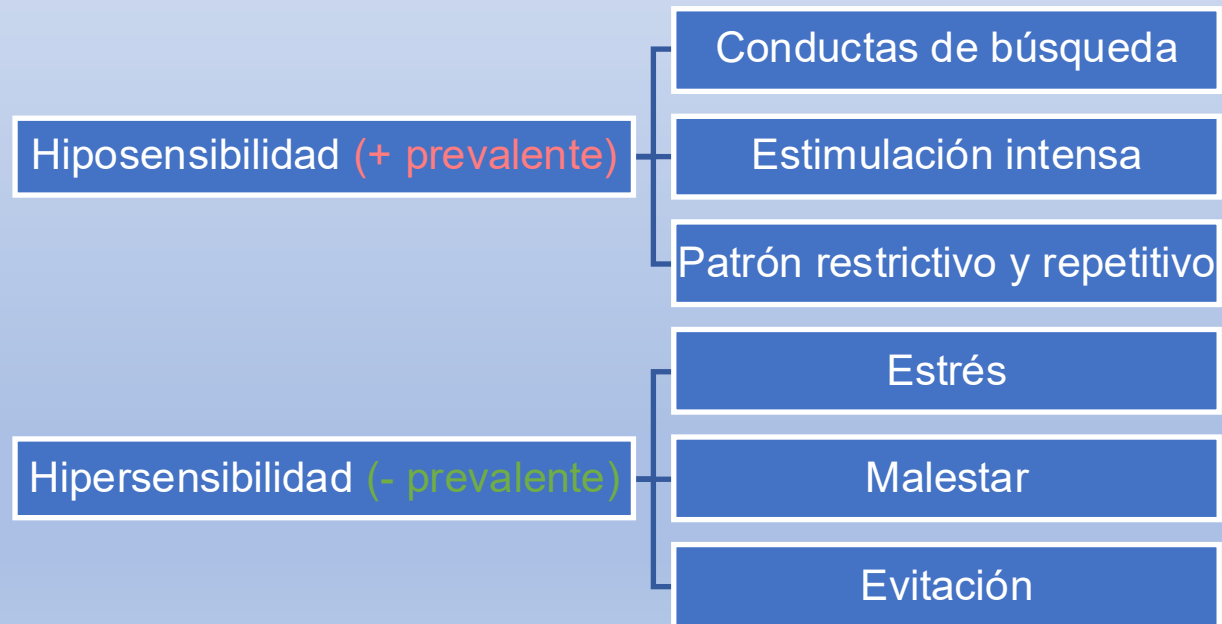 Hiposensibilidad (+ prevalente)
Conductas de búsqueda
Estimulación intensa
Patrón restrictivo y repetitivo
Hipersensibilidad (- prevalente)
Estrés
Malestar
Evitación